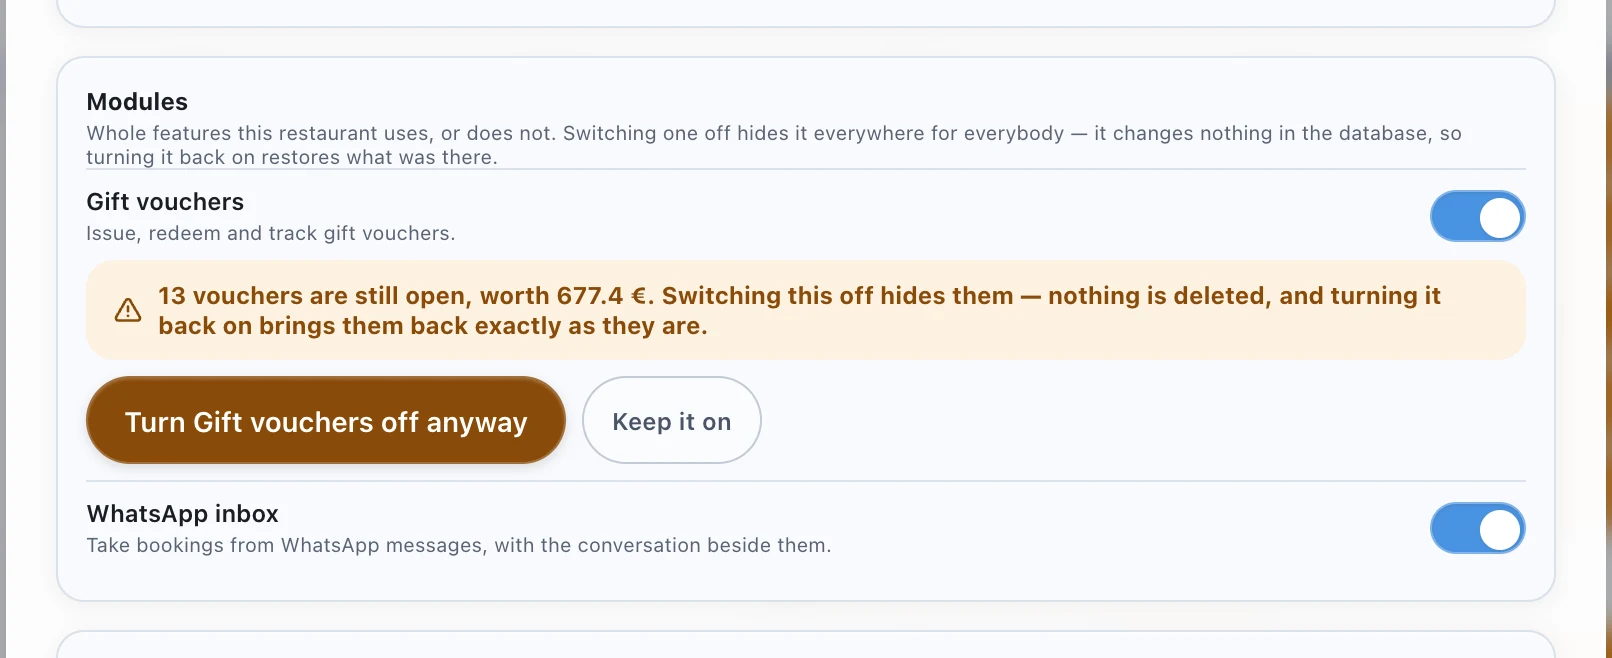 Modules
Whole features this restaurant uses, or does not. Switching one off hides it everywhere for everybody — it changes nothing in the database, so
turning it back on restores what was there.
Gift vouchers
Issue, redeem and track gift vouchers.
13 vouchers are still open, worth 677.4 €. Switching this off hides them — nothing is deleted, and turning it
back on brings them back exactly as they are.
Turn Gift vouchers off anyway
Keep it on
WhatsApp inbox
Take bookings from WhatsApp messages, with the conversation beside them.